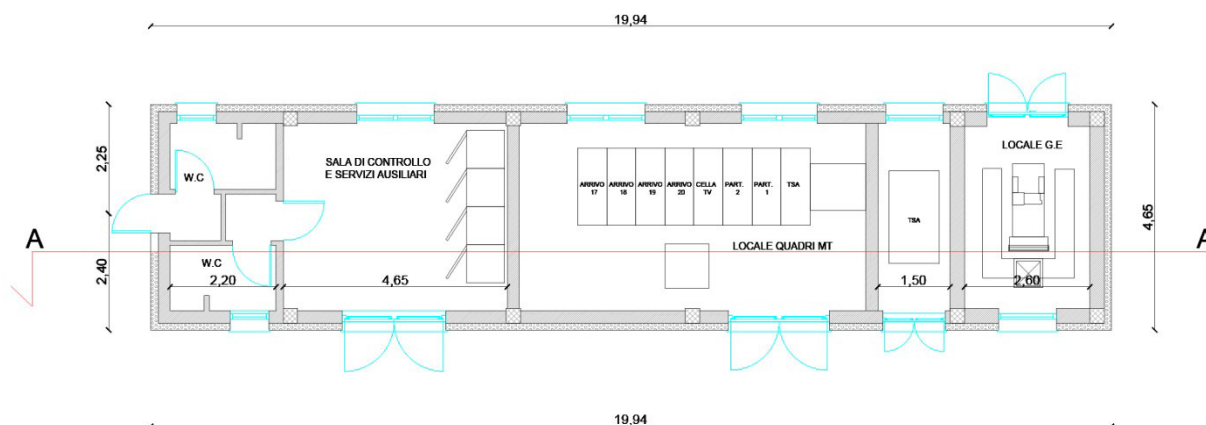 19,94
2,25
2,40
4,65
A
A
W.C
W.C
2,20
SALA DI CONTROLLO
E SERVIZI AUSILIARI
4,65
ARRIVO
17
ARRIVO
18
ARRIVO
19
ARRIVO
20
CELLA
TV
PART.
2
PART.
1
TSA
LOCALE QUADRI MT
TSA
1,50
LOCALE G.E
2,60
19,94